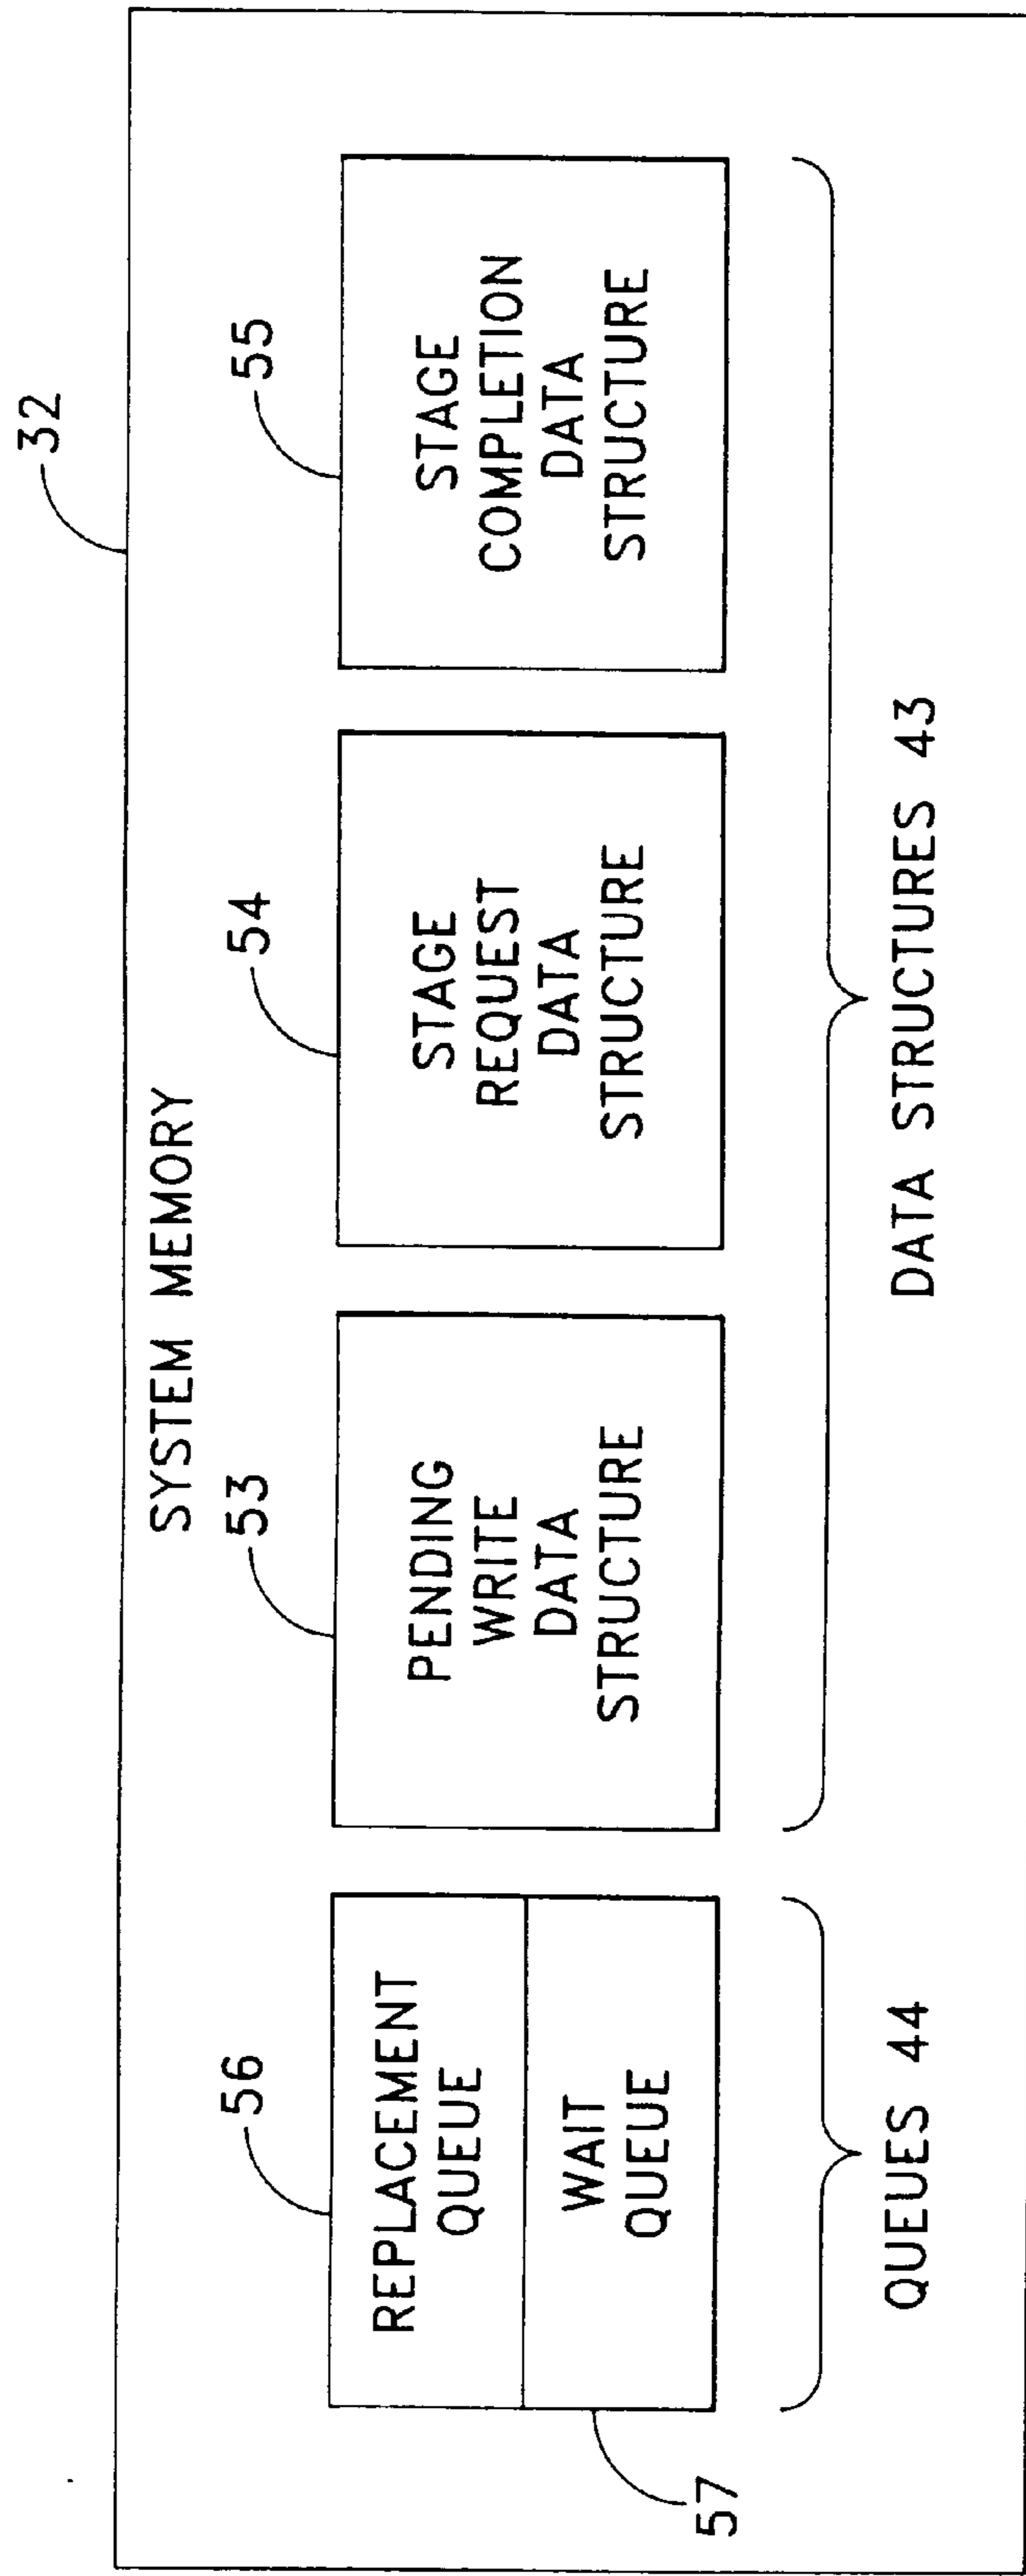 32
SYSTEM MEMORY
56
REPLACEMENT
QUEUE
WAIT
QUEUE
57
QUEUES 44
53
PENDING
WRITE
DATA
STRUCTURE
54
STAGE
REQUEST
DATA
STRUCTURE
55
STAGE
COMPLETION
DATA
STRUCTURE
DATA STRUCTURES 43